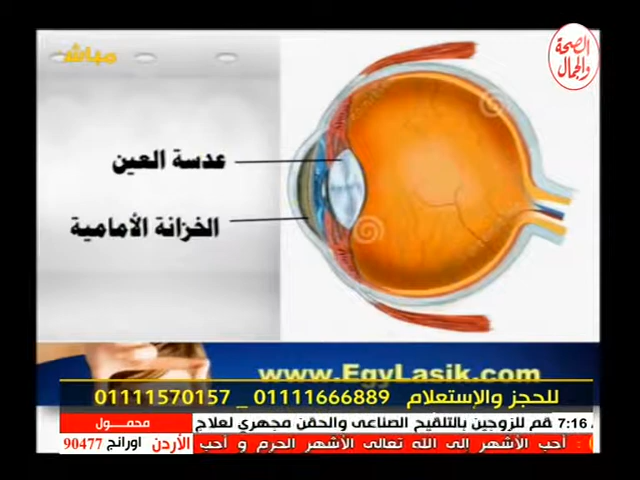 مباشر
الصحة والجمال
عدسة العين
الخزانة الأمامية
www.EgyLasik.com
للحجز والإستعلام 01111666889 _ 01111570157
7:16 قم للزوجين بالتلقيح الصناعى والحقن مجهري لعلاج
محمول
أحب الأشهر إلى الله تعالى الأشهر الحرم و أحب
الأردن اورانج 90477